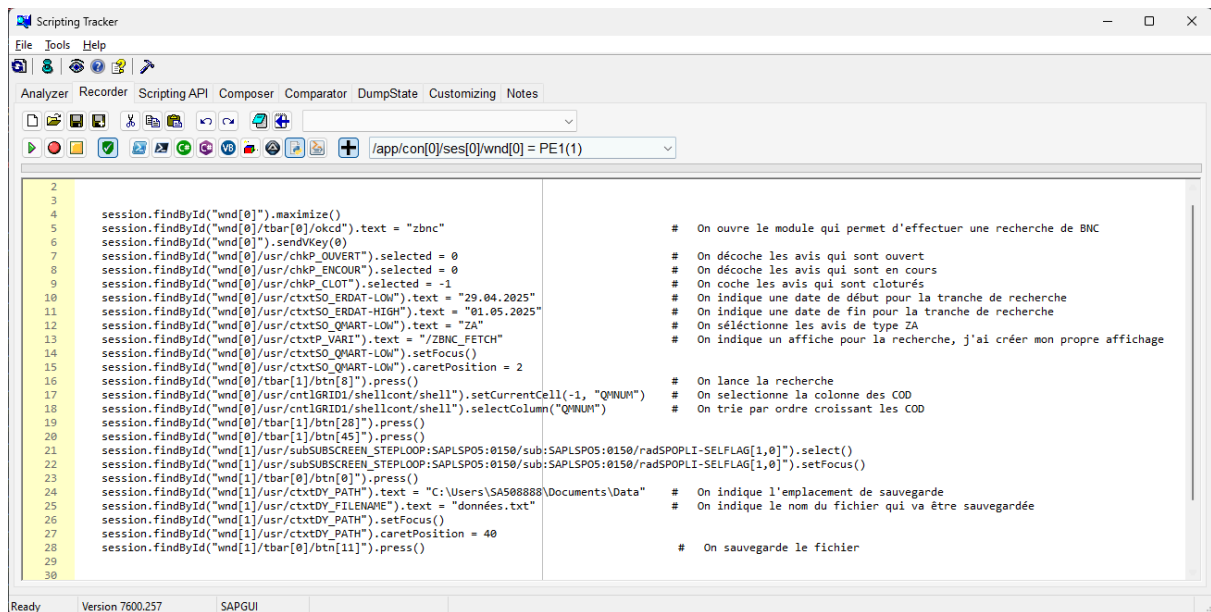 Scripting Tracker
File Tools Help
Analyzer Recorder Scripting API Composer Comparator DumpState Customizing Notes
/app/con[0]/ses[0]/wnd[0] = PE1(1)
2
3
4 session.findById("wnd[0]").maximize()
5 session.findById("wnd[0]/tbar[0]/okcd").text = "zbnc" # On ouvre le module qui permet d'effectuer une recherche de BNC
6 session.findById("wnd[0]").sendVKey(0)
7 session.findById("wnd[0]/usr/chkP_OUVERT").selected = 0 # On décoche les avis qui sont ouvert
8 session.findById("wnd[0]/usr/chkP_ENCOUR").selected = 0 # On décoche les avis qui sont en cours
9 session.findById("wnd[0]/usr/chkP_CLOT").selected = -1 # On coche les avis qui sont cloturés
10 session.findById("wnd[0]/usr/ctxtSO_ERDAT-LOW").text = "29.04.2025" # On indique une date de début pour la tranche de recherche
11 session.findById("wnd[0]/usr/ctxtSO_ERDAT-HIGH").text = "01.05.2025" # On indique une date de fin pour la tranche de recherche
12 session.findById("wnd[0]/usr/ctxtSO_QMART-LOW").text = "ZA" # On séléctionne les avis de type ZA
13 session.findById("wnd[0]/usr/ctxtP_VARI").text = "/ZBNC_FETCH" # On indique un affiche pour la recherche, j'ai créer mon propre affichage
14 session.findById("wnd[0]/usr/ctxtSO_QMART-LOW").setFocus()
15 session.findById("wnd[0]/usr/ctxtSO_QMART-LOW").caretPosition = 2
16 session.findById("wnd[0]/tbar[1]/btn[8]").press() # On lance la recherche
17 session.findById("wnd[0]/usr/cntlGRID1/shellcont/shell").setCurrentCell(-1, "QMNUM") # On selectionne la colonne des COD
18 session.findById("wnd[0]/usr/cntlGRID1/shellcont/shell").selectColumn("QMNUM") # On trie par ordre croissant les COD
19 session.findById("wnd[0]/tbar[1]/btn[28]").press()
20 session.findById("wnd[0]/tbar[1]/btn[45]").press()
21 session.findById("wnd[1]/usr/subSUBSCREEN_STEPLOOP:SAPLSPO5:0150/sub:SAPLSPO5:0150/radSPOPLI-SELFLAG[1,0]").select()
22 session.findById("wnd[1]/usr/subSUBSCREEN_STEPLOOP:SAPLSPO5:0150/sub:SAPLSPO5:0150/radSPOPLI-SELFLAG[1,0]").setFocus()
23 session.findById("wnd[1]/tbar[0]/btn[0]").press()
24 session.findById("wnd[1]/usr/ctxtDY_PATH").text = "C:\Users\SA508888\Documents\Data" # On indique l'emplacement de sauvegarde
25 session.findById("wnd[1]/usr/ctxtDY_FILENAME").text = "données.txt" # On indique le nom du fichier qui va être sauvegardée
26 session.findById("wnd[1]/usr/ctxtDY_PATH").setFocus()
27 session.findById("wnd[1]/usr/ctxtDY_PATH").caretPosition = 40
28 session.findById("wnd[1]/tbar[0]/btn[11]").press() # On sauvegarde le fichier
29
30
Ready Version 7600.257 SAPGUI